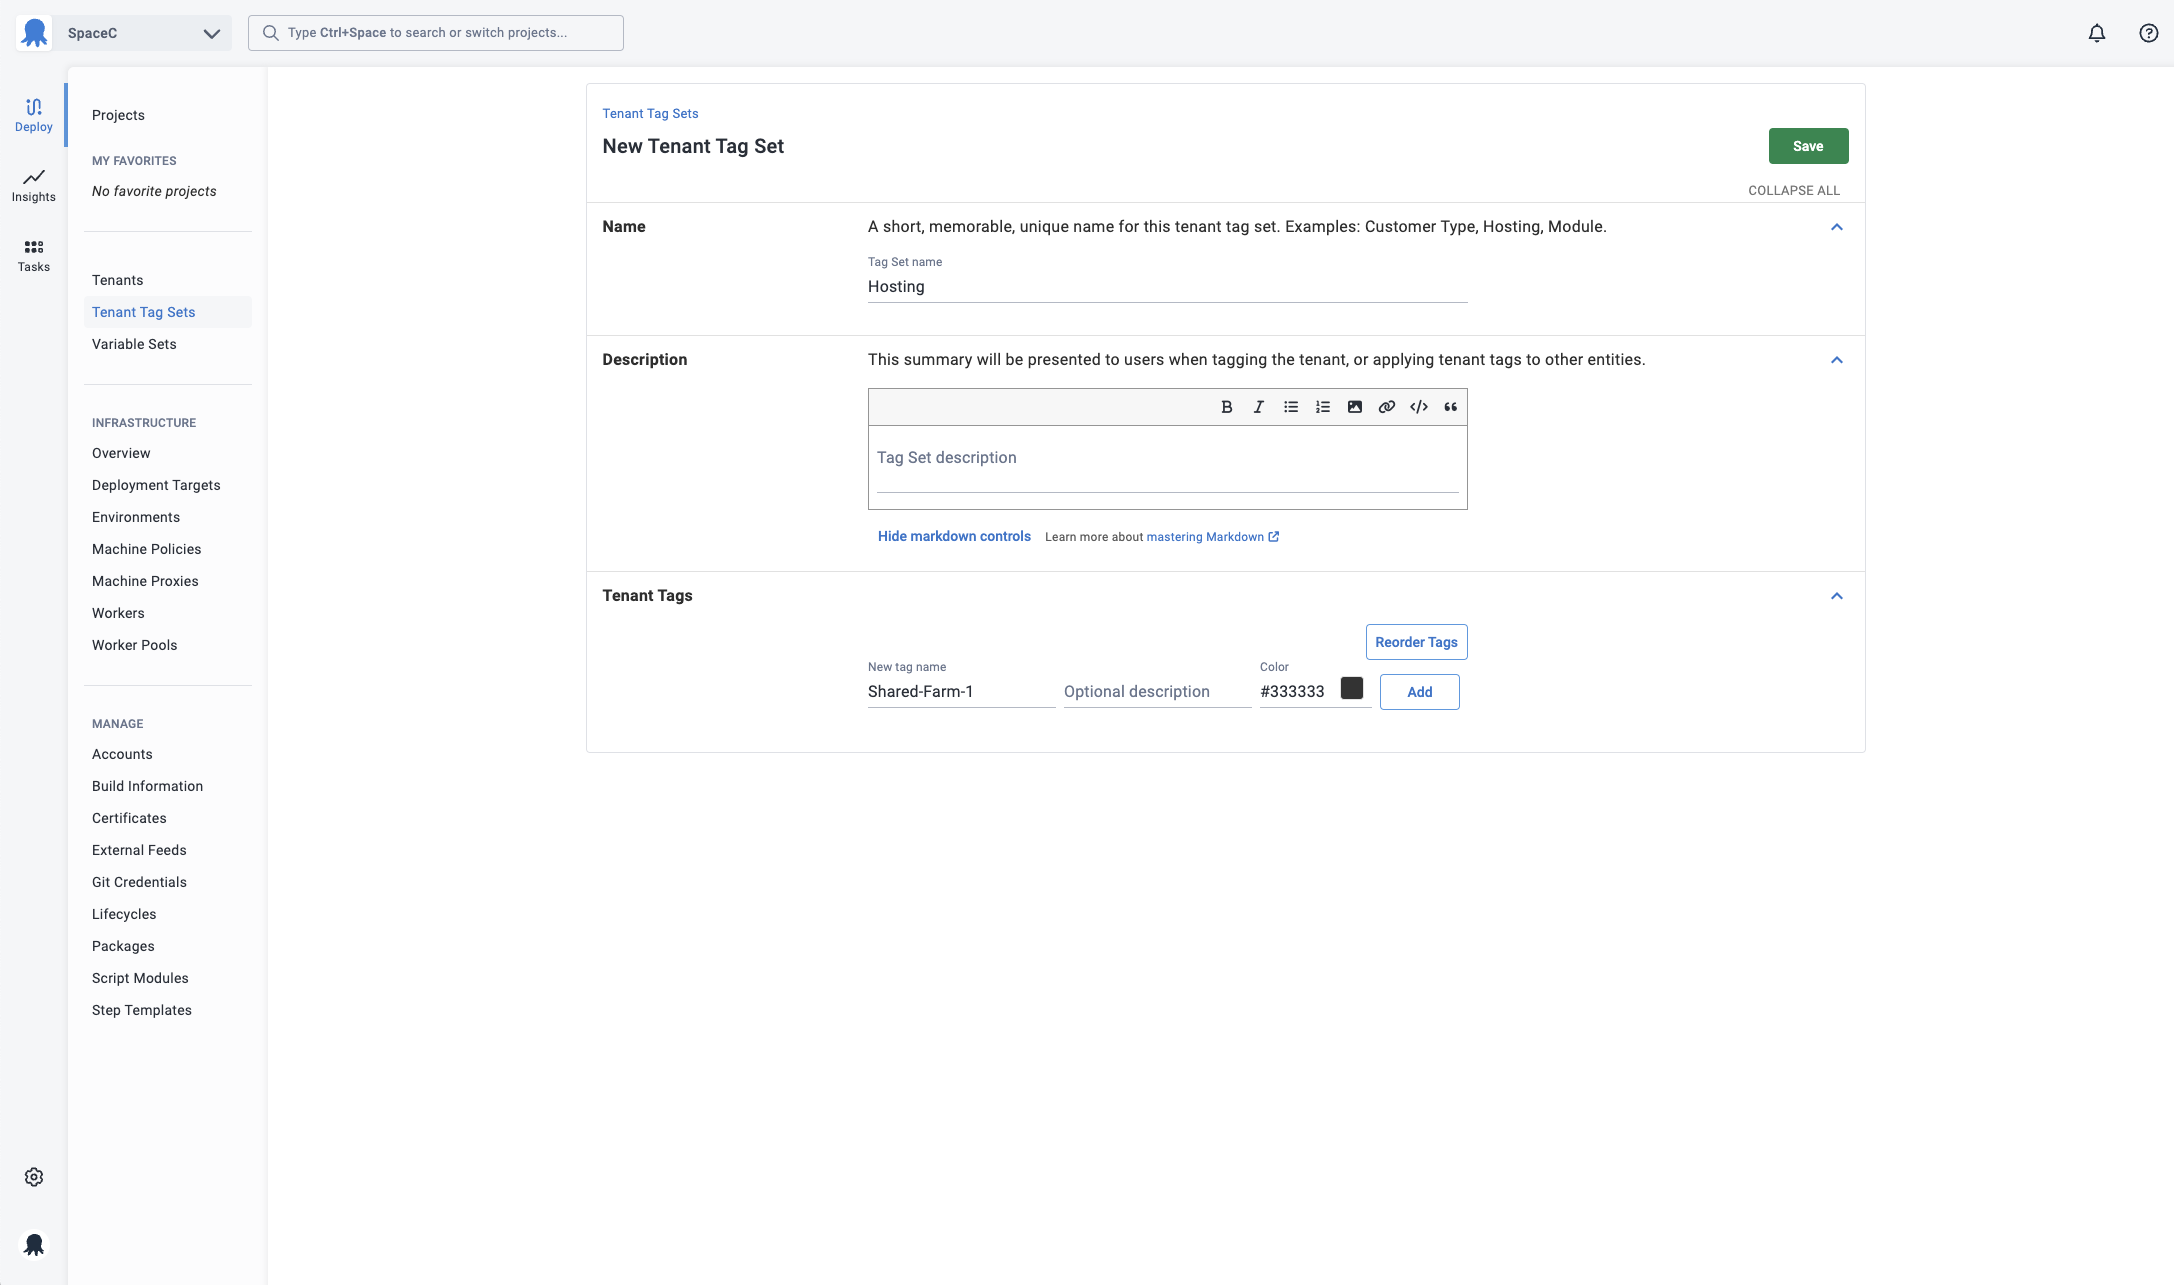 SpaceC
Type Ctrl+Space to search or switch projects...
Deploy
Insights
Tasks
Projects
MY FAVORITES
No favorite projects
Tenants
Tenant Tag Sets
Variable Sets
INFRASTRUCTURE
Overview
Deployment Targets
Environments
Machine Policies
Machine Proxies
Workers
Worker Pools
MANAGE
Accounts
Build Information
Certificates
External Feeds
Git Credentials
Lifecycles
Packages
Script Modules
Step Templates
Tenant Tag Sets
New Tenant Tag Set
Save
COLLAPSE ALL
Name
A short, memorable, unique name for this tenant tag set. Examples: Customer Type, Hosting, Module.
Tag Set name
Hosting
Description
This summary will be presented to users when tagging the tenant, or applying tenant tags to other entities.
Tag Set description
Hide markdown controls Learn more about mastering Markdown
Tenant Tags
Reorder Tags
New tag name
Color
Shared-Farm-1
Optional description
#333333
Add